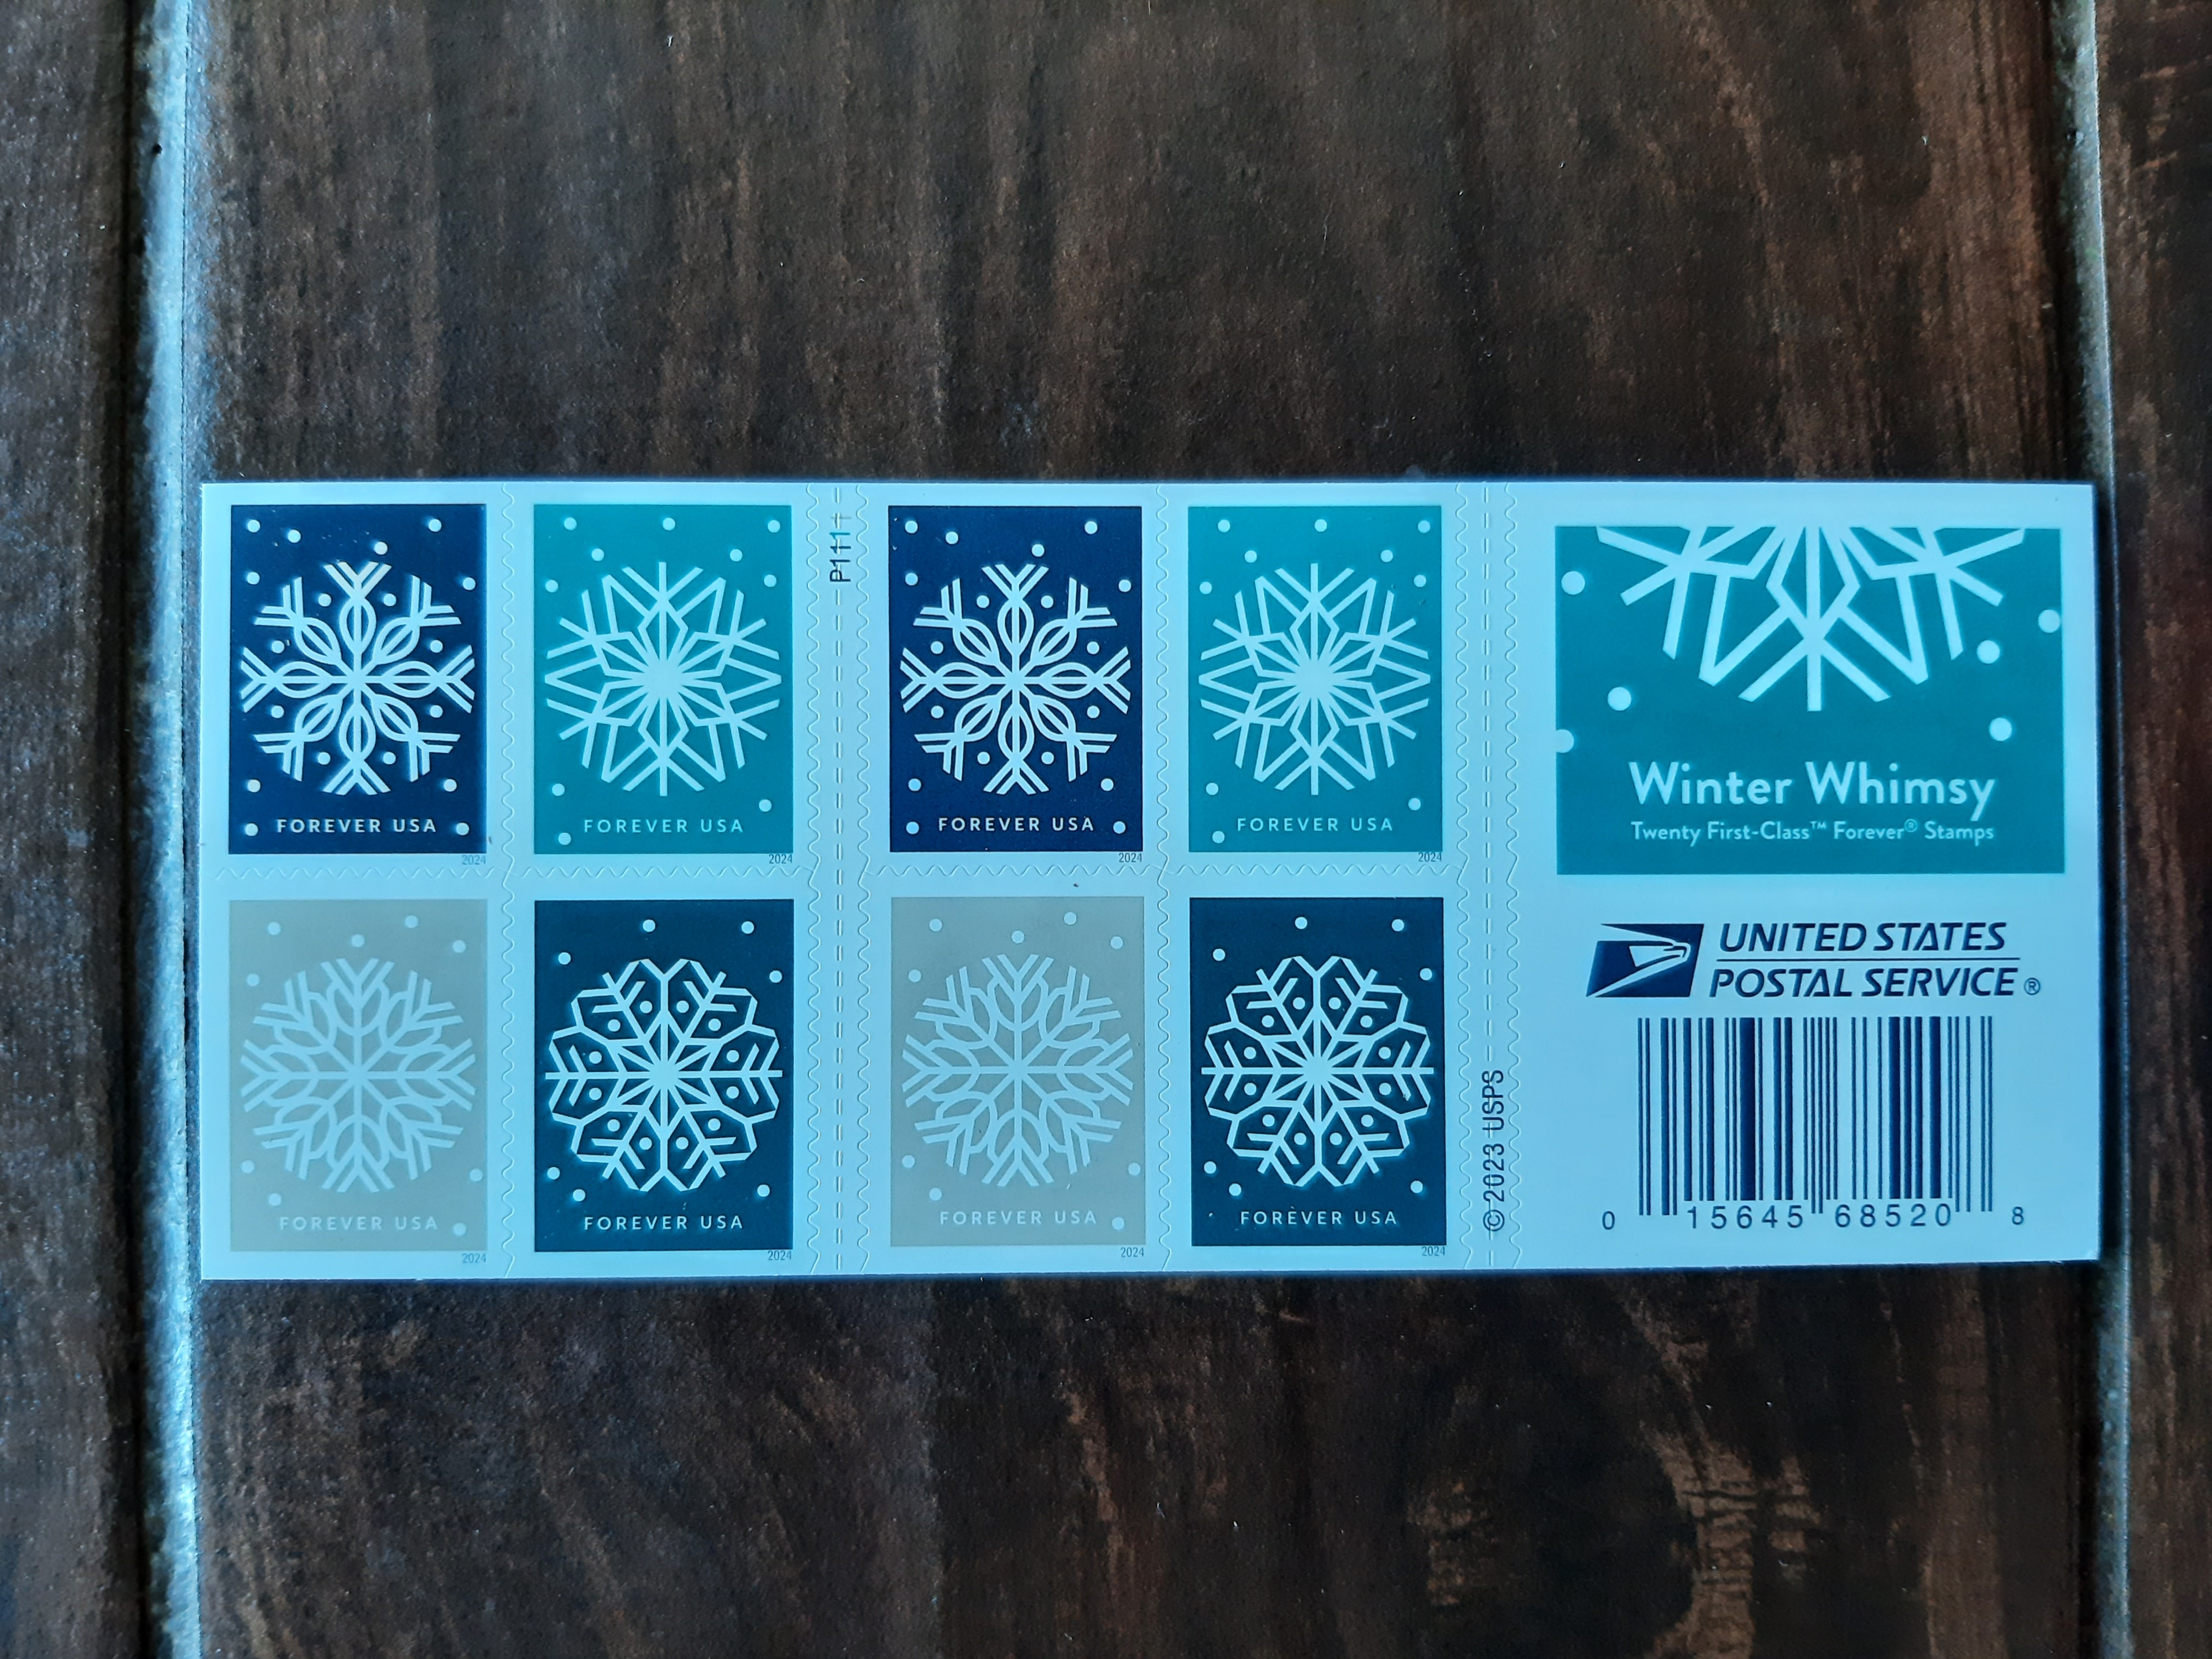 FOREVER USA
2024
FOREVER USA
2024
P1111
FOREVER USA
2024
FOREVER USA
2024
Winter Whimsy
Twenty First-Class™ Forever® Stamps
FOREVER USA
2024
FOREVER USA
2024
FOREVER USA
2024
FOREVER USA
2024
© 2023 USPS
UNITED STATES
POSTAL SERVICE®
0 15645 68520 8